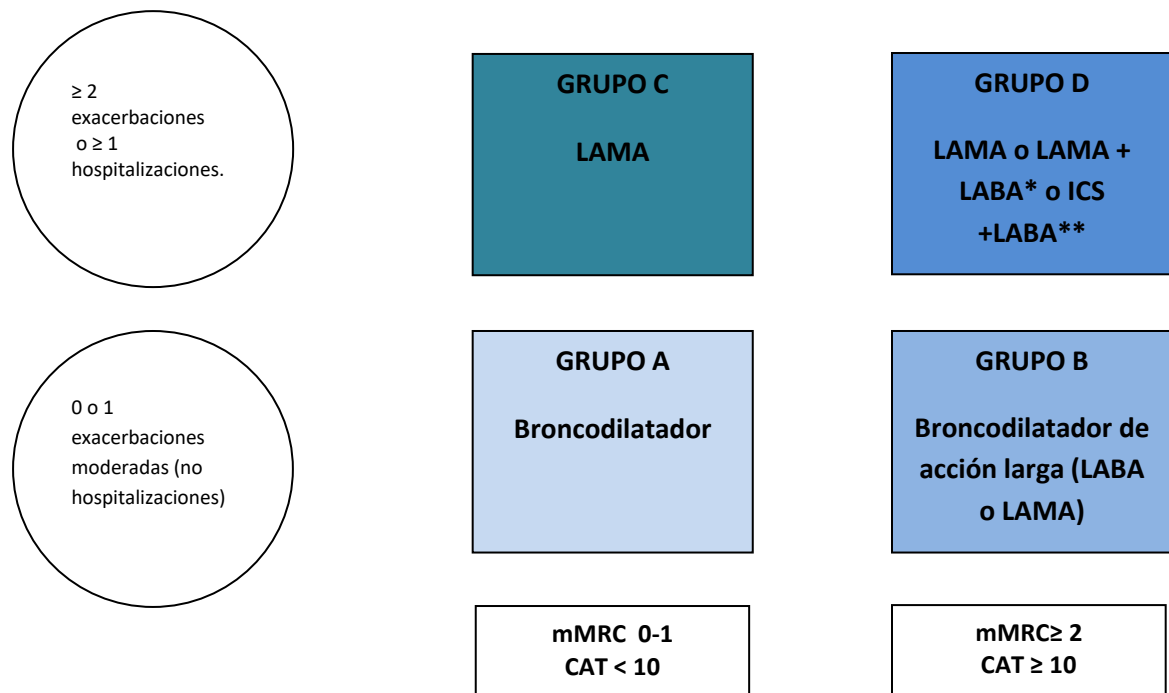 ≥ 2
exacerbaciones
o ≥ 1
hospitalizaciones.
GRUPO C
LAMA
GRUPO D
LAMA o LAMA +
LABA* o ICS
+LABA**
0 o 1
exacerbaciones
moderadas (no
hospitalizaciones)
GRUPO A
Broncodilatador
GRUPO B
Broncodilatador de
acción larga (LABA
o LAMA)
mMRC 0-1
CAT < 10
mMRC≥ 2
CAT ≥ 10